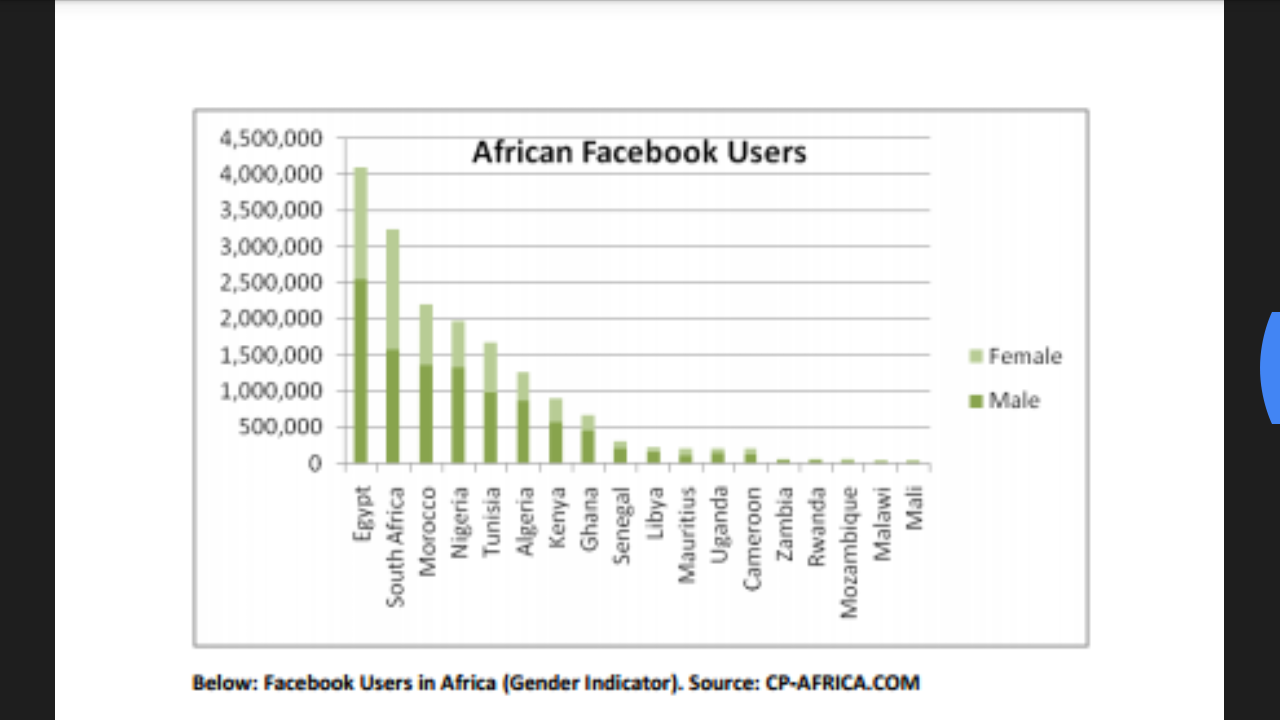 African Facebook Users
4,500,000
4,000,000
3,500,000
3,000,000
2,500,000
2,000,000
1,500,000
1,000,000
500,000
0
Egypt
South Africa
Morocco
Nigeria
Tunisia
Algeria
Kenya
Ghana
Senegal
Libya
Mauritius
Uganda
Cameroon
Zambia
Rwanda
Mozambique
Malawi
Mali
Female
Male
Below: Facebook Users in Africa (Gender Indicator). Source: CP-AFRICA.COM